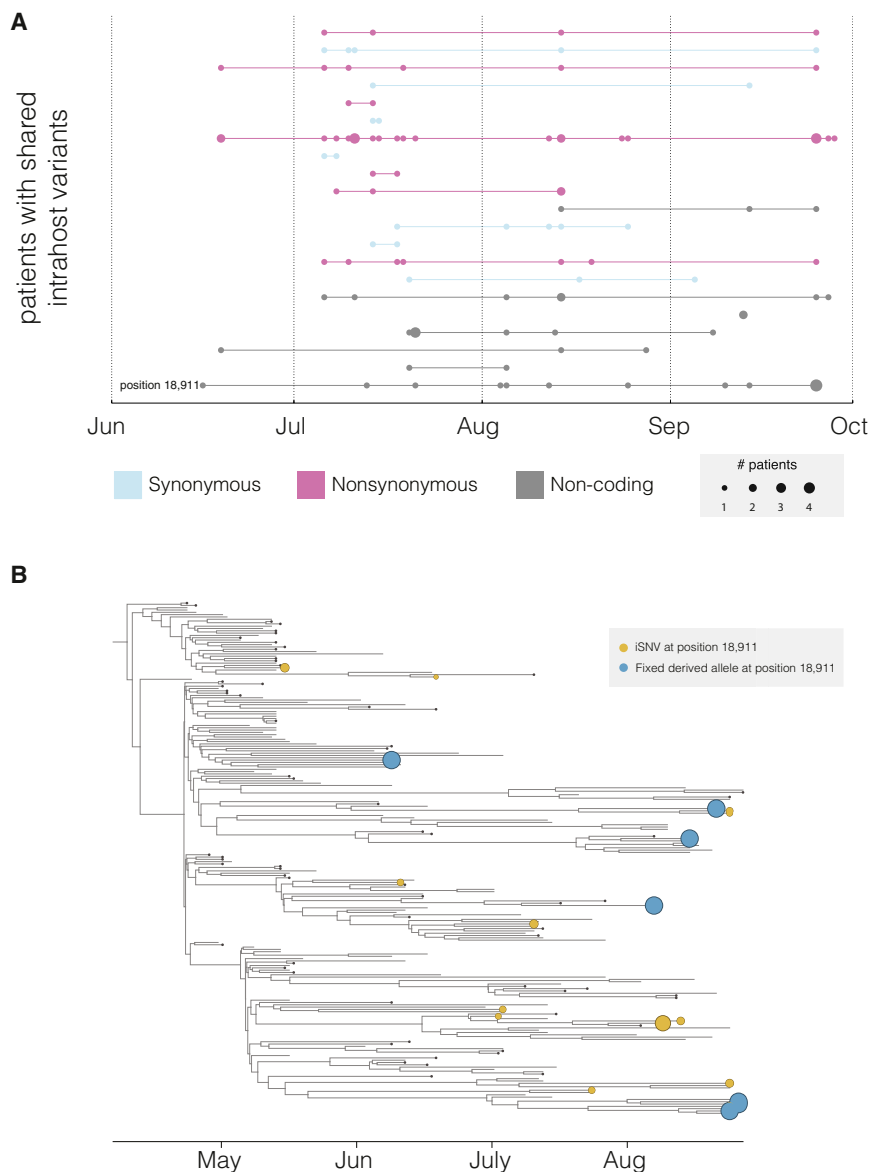 A
patients with shared
intrahost variants
position 18,911
Jun Jul Aug Sep Oct
Synonymous Nonsynonymous Non-coding
# patients
1 2 3 4
B
iSNV at position 18,911
Fixed derived allele at position 18,911
May Jun July Aug